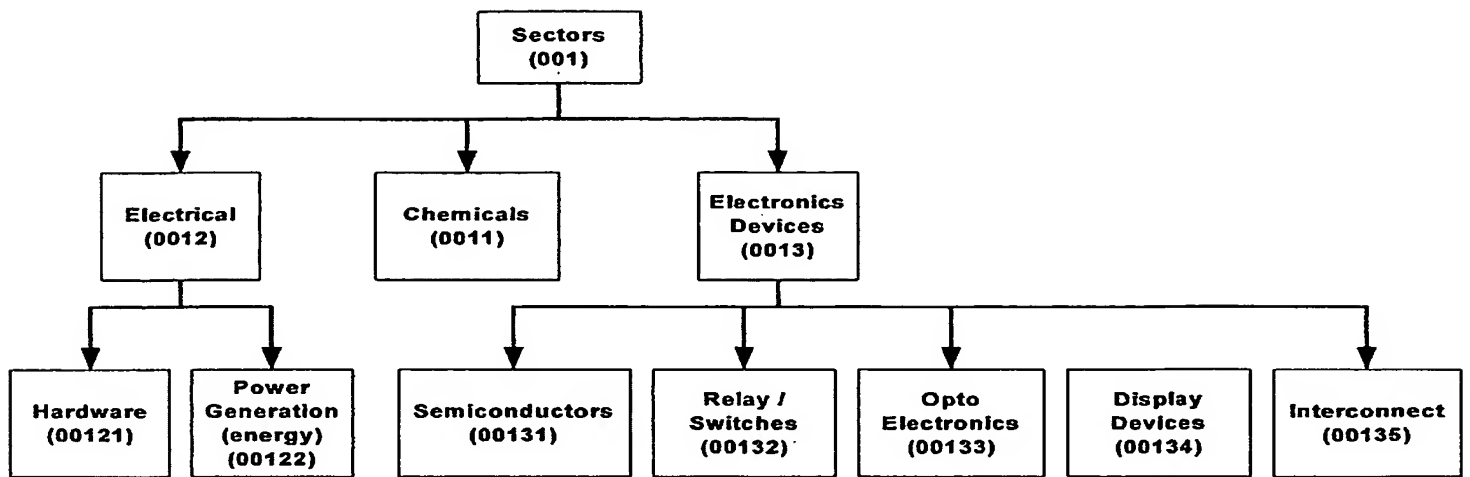 Sectors
(001)
Electrical
(0012)
Chemicals
(0011)
Electronics
Devices
(0013)
Hardware
(00121)
Power
Generation
(energy)
(00122)
Semiconductors
(00131)
Relay /
Switches
(00132)
Opto
Electronics
(00133)
Display
Devices
(00134)
Interconnect
(00135)